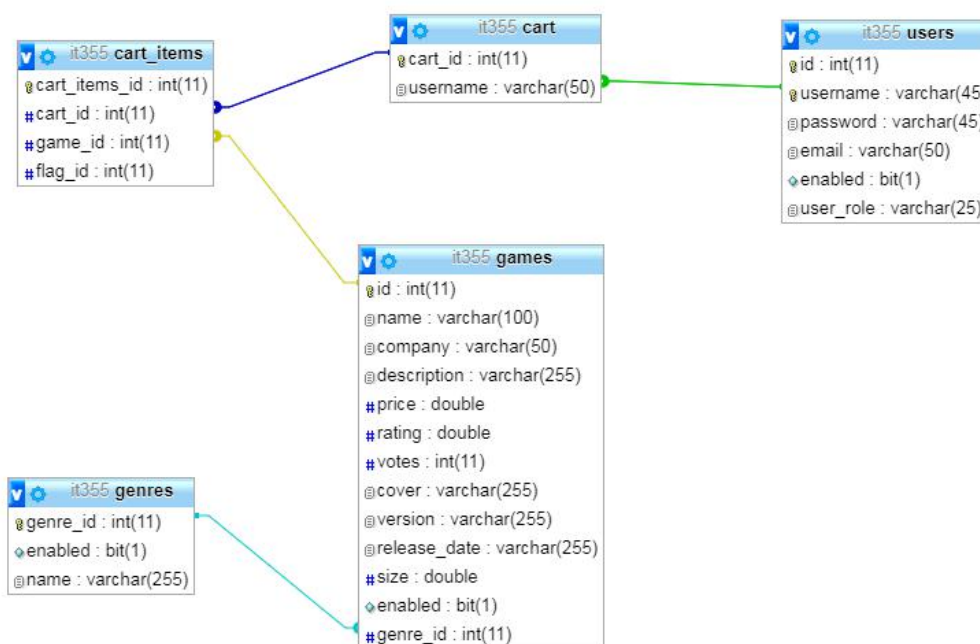 it355 cart_items
cart_items_id : int(11)
cart_id : int(11)
game_id : int(11)
flag_id : int(11)
it355 cart
cart_id : int(11)
username : varchar(50)
it355 users
id : int(11)
username : varchar(45
password : varchar(45)
email : varchar(50)
enabled : bit(1)
user_role : varchar(25)
it355 games
id : int(11)
name : varchar(100)
company : varchar(50)
description : varchar(255)
price : double
rating : double
votes : int(11)
cover : varchar(255)
version : varchar(255)
release_date : varchar(255)
size : double
enabled : bit(1)
genre_id : int(11)
it355 genres
genre_id : int(11)
enabled : bit(1)
name : varchar(255)